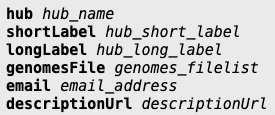 hub hub_name
shortLabel hub_short_label
longLabel hub_long_label
genomesFile genomes_filelist
email email_address
descriptionUrl descriptionUrl